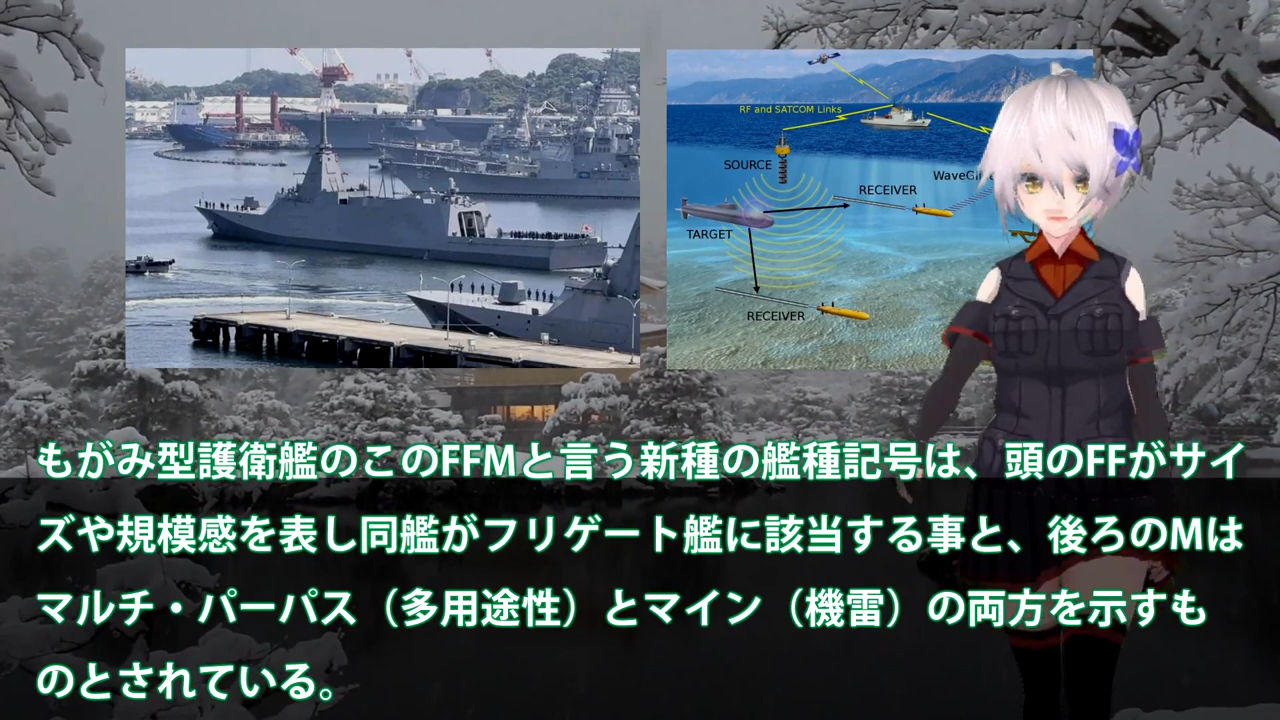 RF and SATCOM Links
SOURCE
RECEIVER
TARGET
RECEIVER
もがみ型護衛艦のこのFFMと言う新種の艦種記号は、頭のFFがサイ
ズや規模感を表し同艦がフリゲート艦に該当する事と、後ろのMは
マルチ・パーパス（多用途性）とマイン（機雷）の両方を示すも
のとされている。